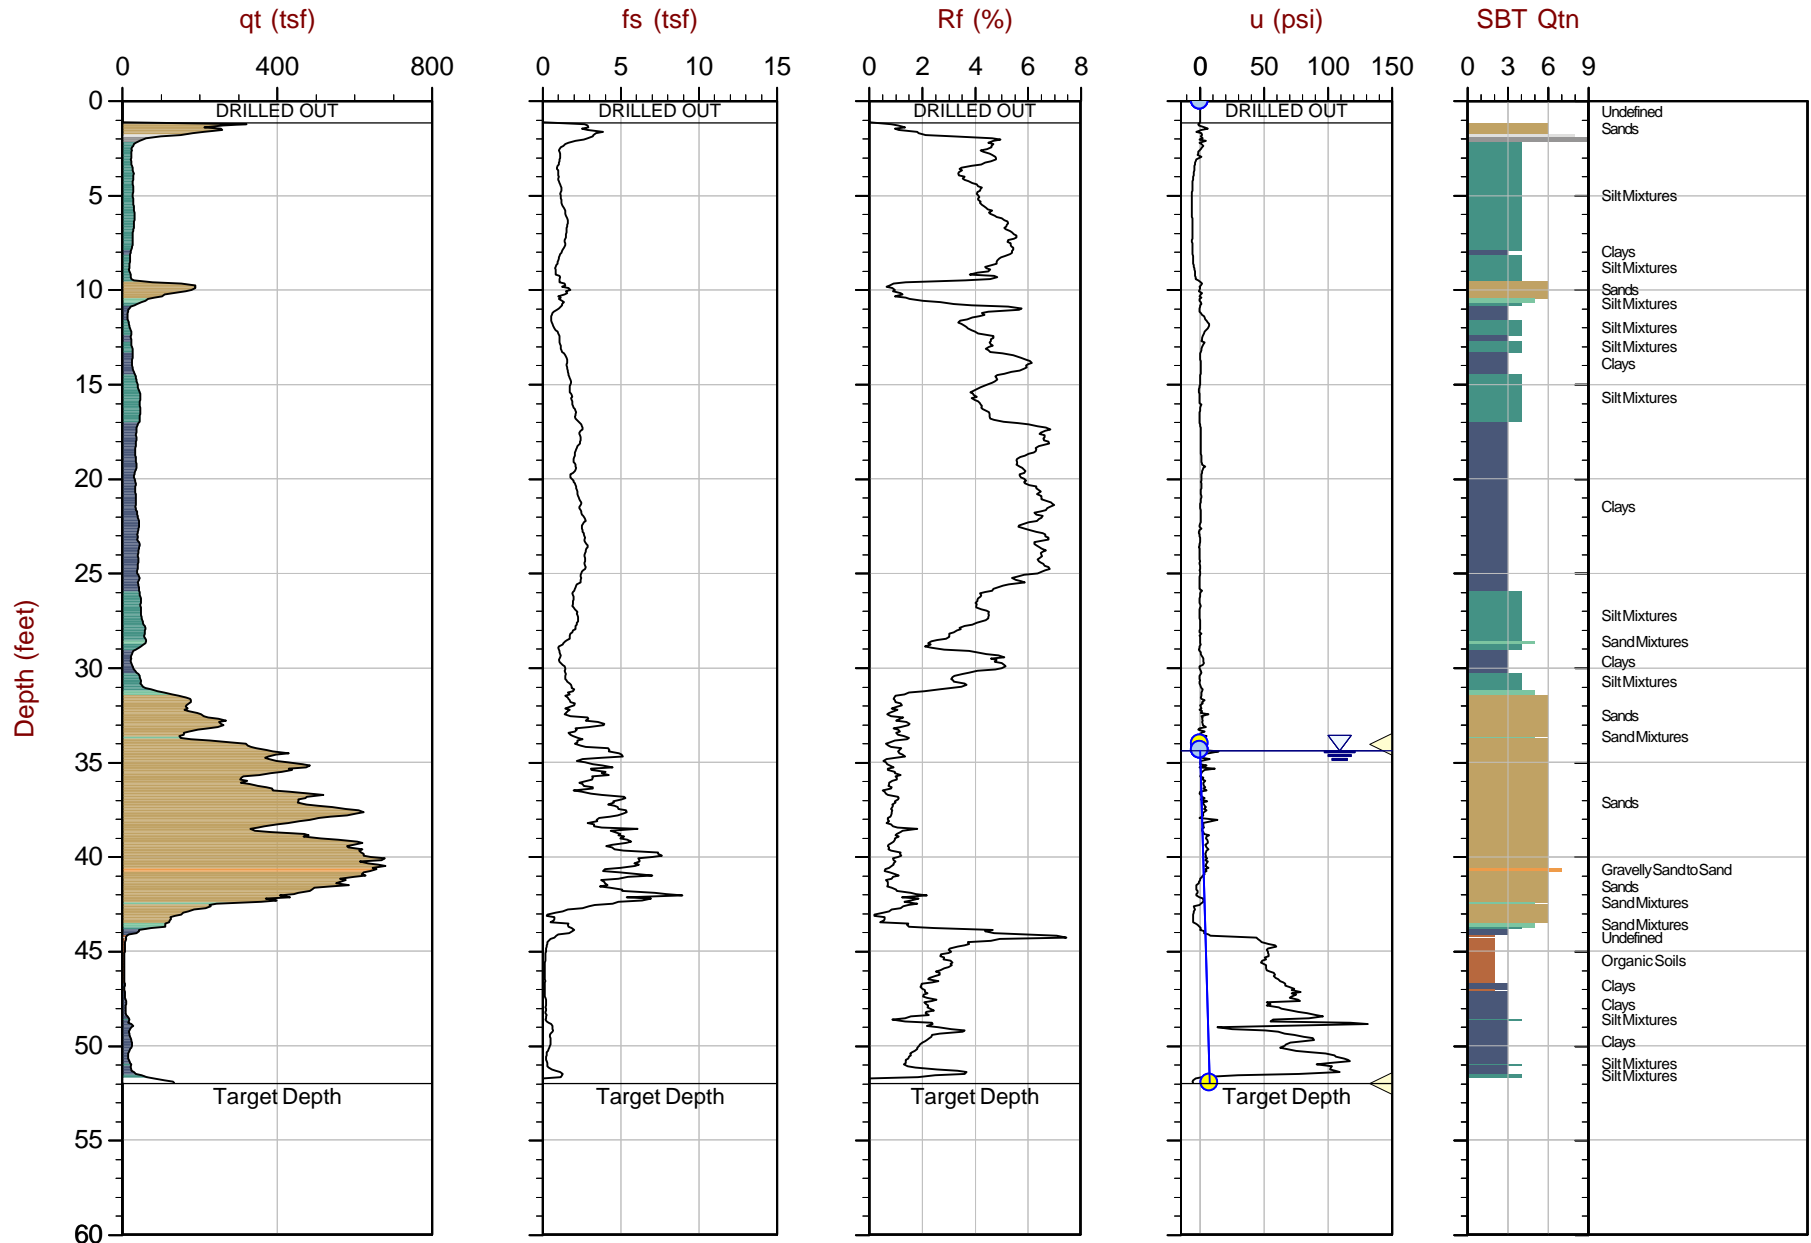 qt (tsf) fs (tsf) Rf (%) u (psi) SBT Qtn
0 400 800 0 5 10 15 0 2 4 6 8 0 50 100 150 0 3 6 9
0 DRILLED OUT DRILLED OUT DRILLED OUT DRILLED OUT
Undefined
Sands
5 Silt Mixtures
Clays
Silt Mixtures
10 Sands
Silt Mixtures
Silt Mixtures
Silt Mixtures
Clays
15
Silt Mixtures
20
Clays
25
Silt Mixtures
Sand Mixtures
Clays
30
Silt Mixtures
Sands
Sand Mixtures
35
Depth (feet)
Sands
40
Gravelly Sand to Sand
Sands
Sand Mixtures
Sand Mixtures
Undefined
45
Organic Soils
Clays
Clays
Silt Mixtures
50 Clays
Silt Mixtures
Silt Mixtures
Target Depth Target Depth Target Depth Target Depth
55
60